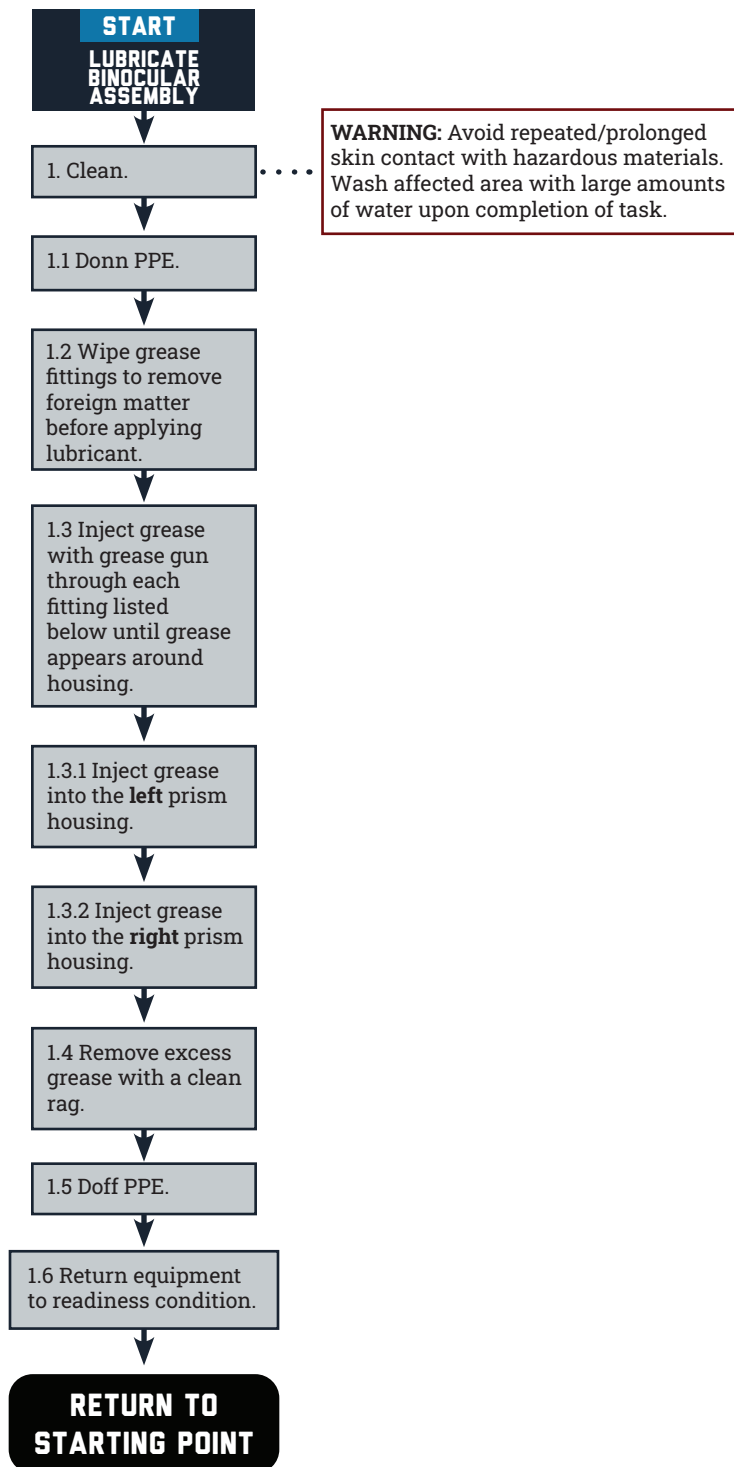 START
LUBRICATE
BINOCULAR
ASSEMBLY
1. Clean.
WARNING: Avoid repeated/prolonged
skin contact with hazardous materials.
Wash affected area with large amounts
of water upon completion of task.
1.1 Donn PPE.
1.2 Wipe grease
fittings to remove
foreign matter
before applying
lubricant.
1.3 Inject grease
with grease gun
through each
fitting listed
below until grease
appears around
housing.
1.3.1 Inject grease
into the left prism
housing.
1.3.2 Inject grease
into the right prism
housing.
1.4 Remove excess
grease with a clean
rag.
1.5 Doff PPE.
1.6 Return equipment
to readiness condition.
RETURN TO
STARTING POINT